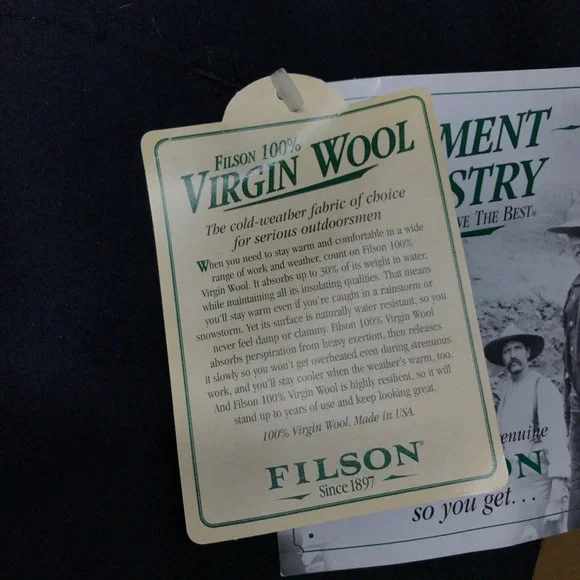 FILSON 100%
VIRGIN WOOL
The cold-weather fabric of choice
for serious outdoorsmen
When you need to stay warm and comfortable in a wide
range of work and weather, count on Filson 100%
Virgin Wool. It absorbs up to 30% of its weight in water,
while maintaining all its insulating qualities. That means
you'll stay warm even if you're caught in a rainstorm or
snowstorm. Yet its surface is naturally water resistant, so you
never feel damp or clammy. Filson 100% Virgin Wool
absorbs perspiration from heavy exertion, then releases
it slowly so you won't get overheated even during strenuous
work, and you'll stay cooler when the weather's warm, too.
And Filson 100% Virgin Wool is highly resilient, so it will
stand up to years of use and keep looking great.
100% Virgin Wool. Made in USA.
FILSON®
Since 1897
MENT
STRY
VE THE BEST®
enuine
ON
so you get...